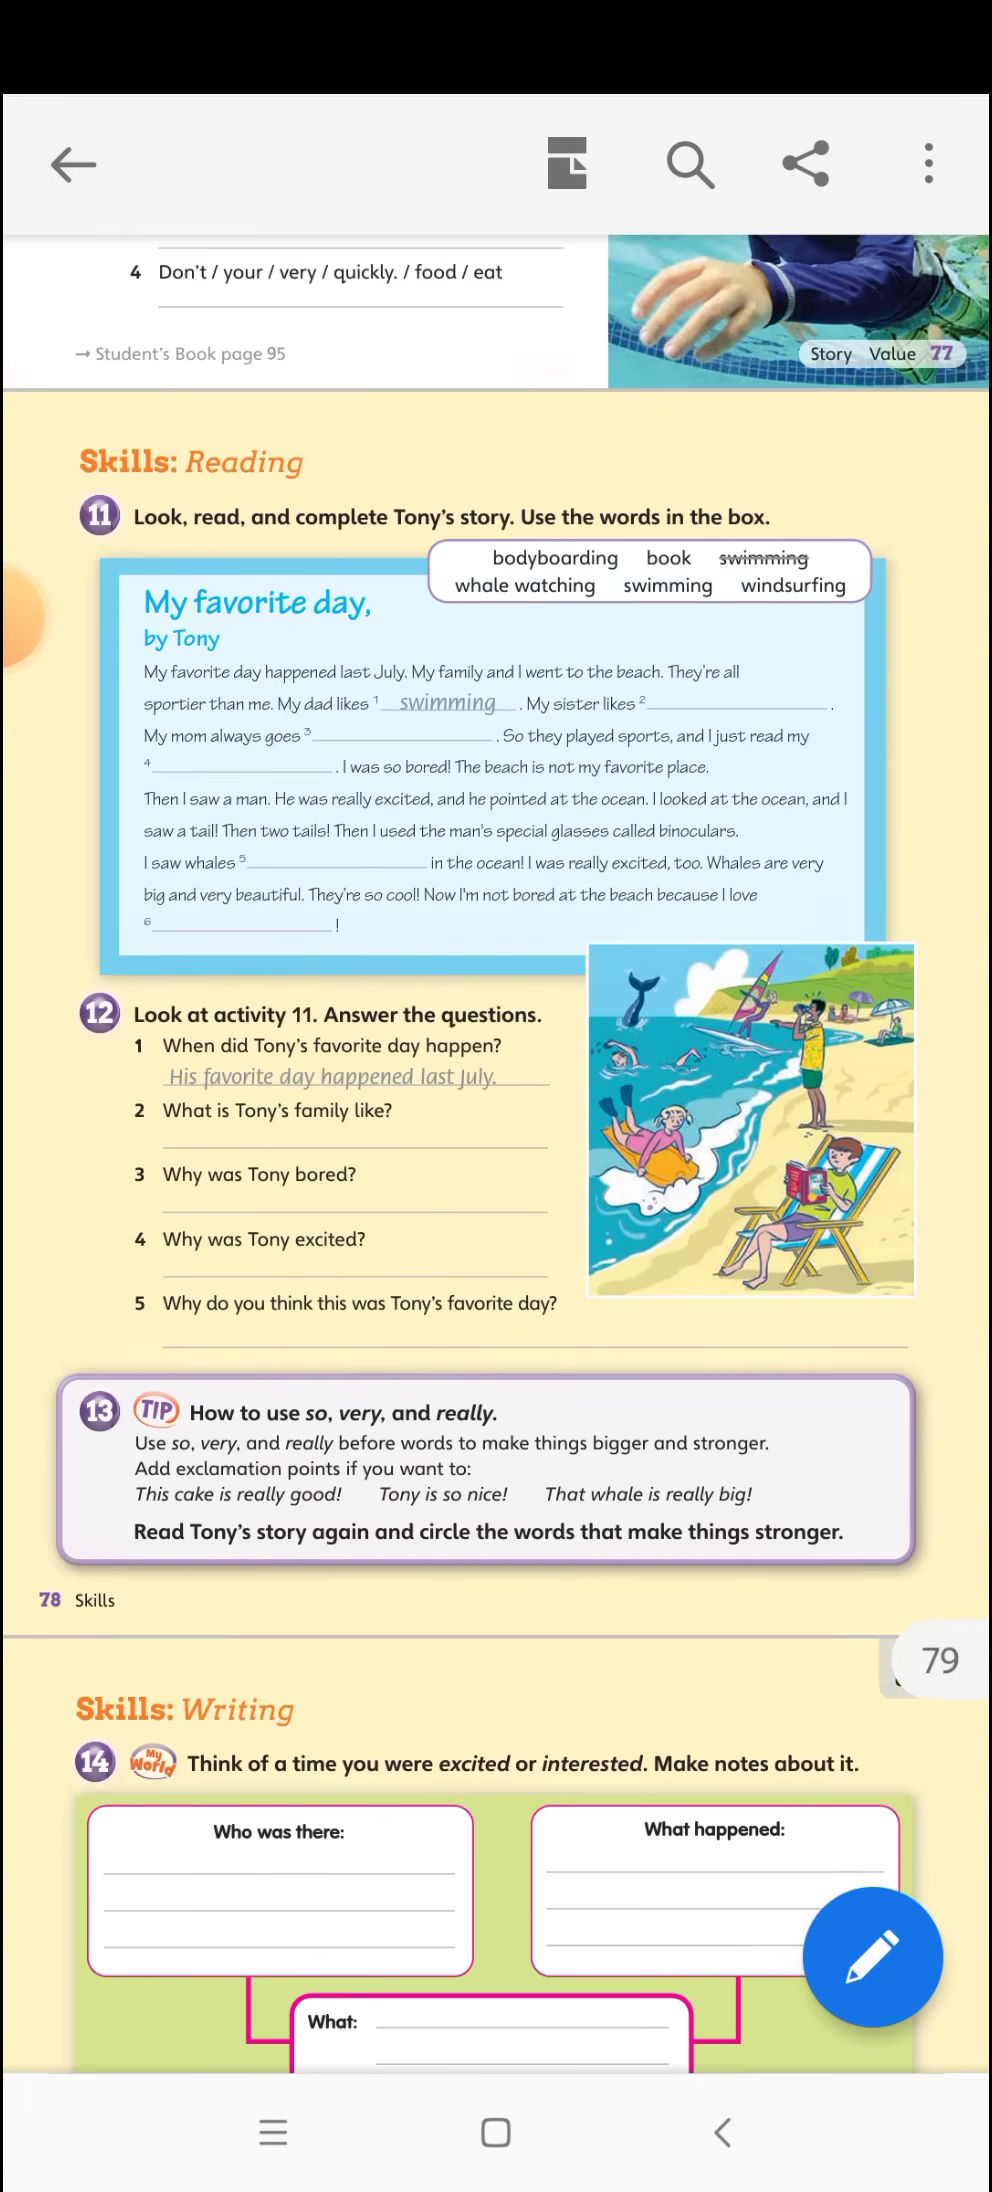 4 Don't / your / very / quickly. / food / eat
→ Student's Book page 95
Story Value 77
Skills: Reading
11 Look, read, and complete Tony's story. Use the words in the box.
bodyboarding book swimming
whale watching swimming windsurfing
My favorite day,
by Tony
My favorite day happened last July. My family and I went to the beach. They're all
sportier than me. My dad likes 1 swimming . My sister likes 2 .
My mom always goes 3 . So they played sports, and I just read my
4 . I was so bored! The beach is not my favorite place.
Then I saw a man. He was really excited, and he pointed at the ocean. I looked at the ocean, and I
saw a tail! Then two tails! Then I used the man's special glasses called binoculars.
I saw whales 5 in the ocean! I was really excited, too. Whales are very
big and very beautiful. They're so cool! Now I'm not bored at the beach because I love
6 !
12 Look at activity 11. Answer the questions.
1 When did Tony's favorite day happen?
His favorite day happened last July.
2 What is Tony's family like?
3 Why was Tony bored?
4 Why was Tony excited?
5 Why do you think this was Tony's favorite day?
13 TIP How to use so, very, and really.
Use so, very, and really before words to make things bigger and stronger.
Add exclamation points if you want to:
This cake is really good! Tony is so nice! That whale is really big!
Read Tony's story again and circle the words that make things stronger.
78 Skills
79
Skills: Writing
14 My World Think of a time you were excited or interested. Make notes about it.
Who was there:
What happened:
What: